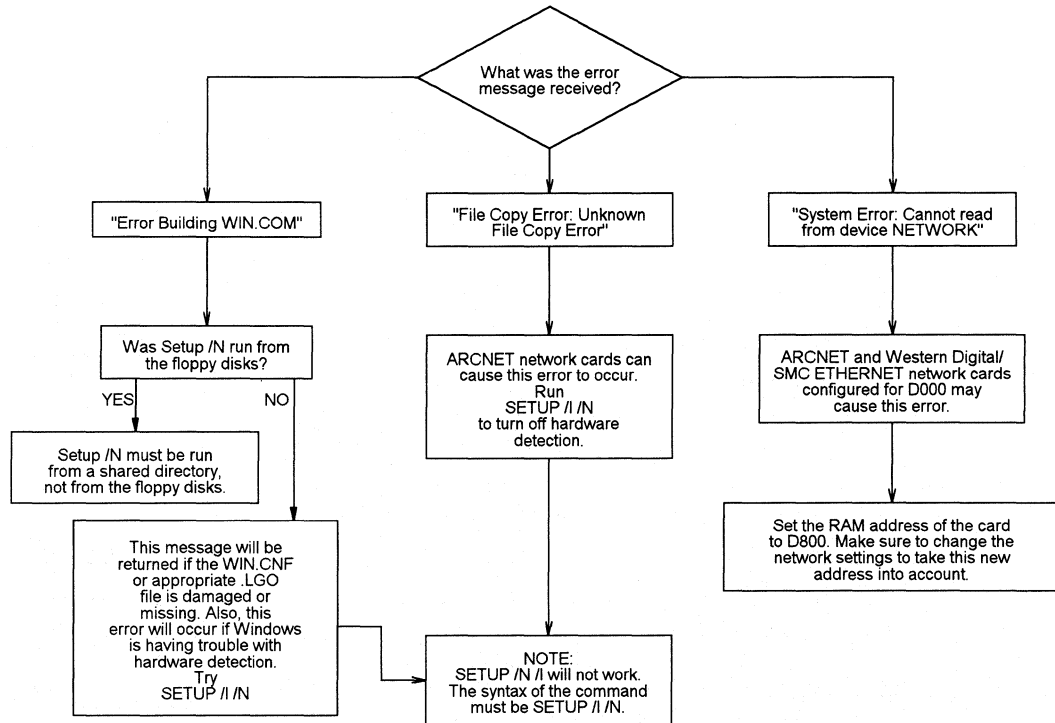 What was the error
message received?
"Error Building WIN.COM"
"File Copy Error: Unknown
File Copy Error"
"System Error: Cannot read
from device NETWORK"
Was Setup /N run from
the floppy disks?
YES
NO
Setup /N must be run
from a shared directory,
not from the floppy disks.
This message will be
returned if the WIN.CNF
or appropriate .LGO
file is damaged or
missing. Also, this
error will occur if Windows
is having trouble with
hardware detection.
Try
SETUP /I /N
ARCNET network cards can
cause this error to occur.
Run
SETUP /I /N
to turn off hardware
detection.
NOTE:
SETUP /N /I will not work.
The syntax of the command
must be SETUP /I /N.
ARCNET and Western Digital/
SMC ETHERNET network cards
configured for D000 may
cause this error.
Set the RAM address of the card
to D800. Make sure to change the
network settings to take this new
address into account.